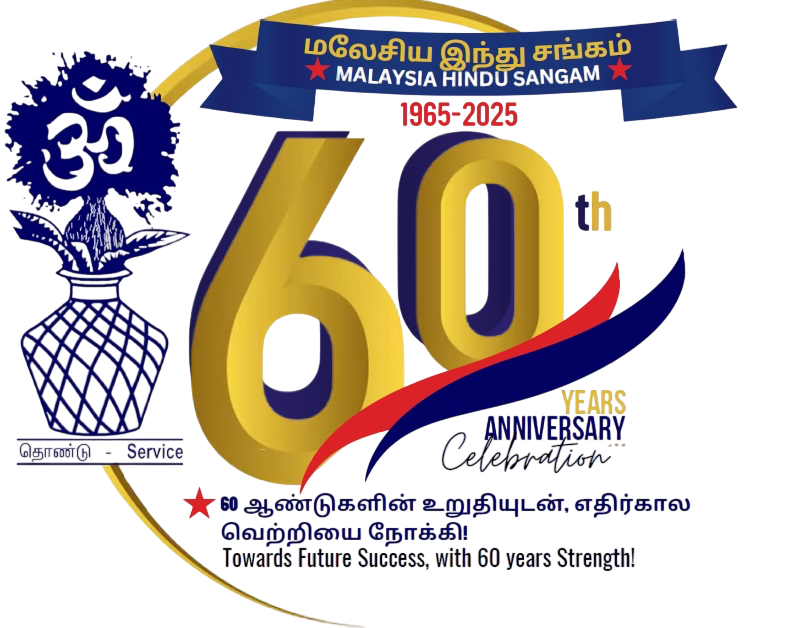 மலேசிய இந்து சங்கம்
MALAYSIA HINDU SANGAM
1965-2025
ௐ
60th
தொண்டு - Service
YEARS
ANNIVERSARY
Celebration
60 ஆண்டுகளின் உறுதியுடன், எதிர்கால
வெற்றியை நோக்கி!
Towards Future Success, with 60 years Strength!